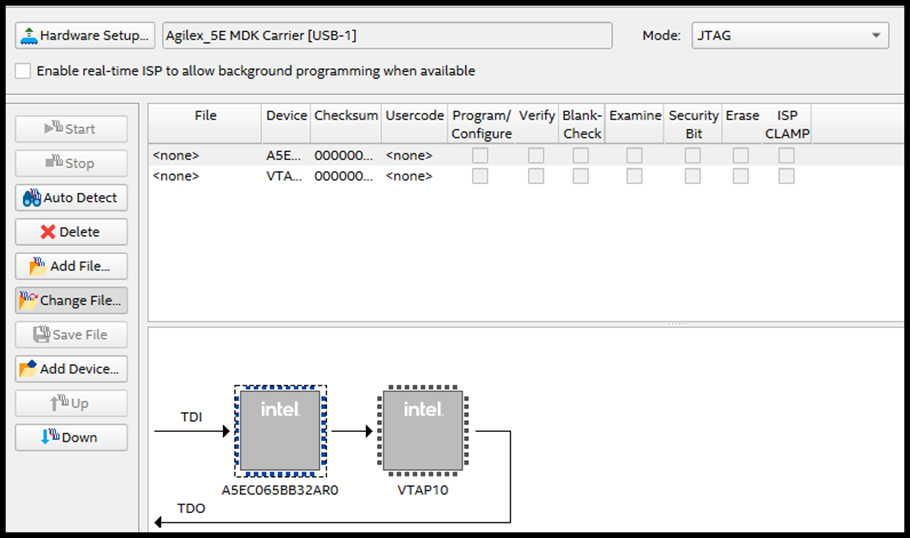 Hardware Setup... Agilex_5E MDK Carrier [USB-1] Mode: JTAG
Enable real-time ISP to allow background programming when available
Start
Stop
Auto Detect
Delete
Add File...
Change File...
Save File
Add Device...
Up
Down
File Device Checksum Usercode Program/Configure Verify Blank-Check Examine Security Bit Erase ISP CLAMP
<none> A5E... 000000... <none>
<none> VTA... 000000... <none>
TDI
intel intel
A5EC065BB32AR0 VTAP10
TDO